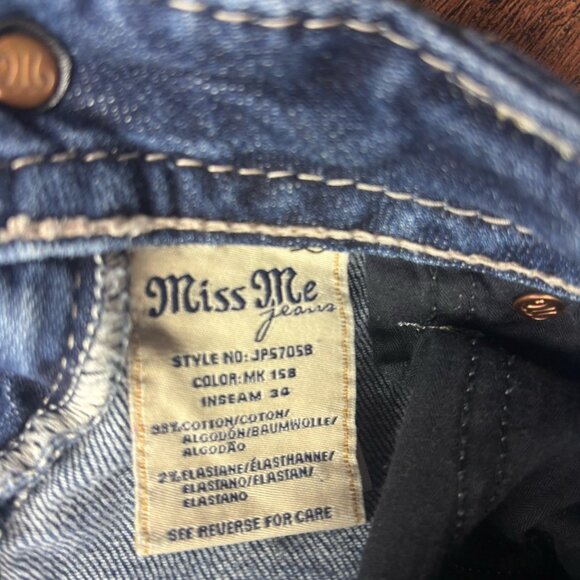 Miss Me
jeans
STYLE NO: JP5705B
COLOR: MK 158
INSEAM 34
98% COTTON/COTON/
ALGODÓN/BAUMWOLLE/
ALGODÃO
2% ELASTANE/ÉLASTHANNE/
ELASTANO/ELASTAN/
ELASTANO
SEE REVERSE FOR CARE